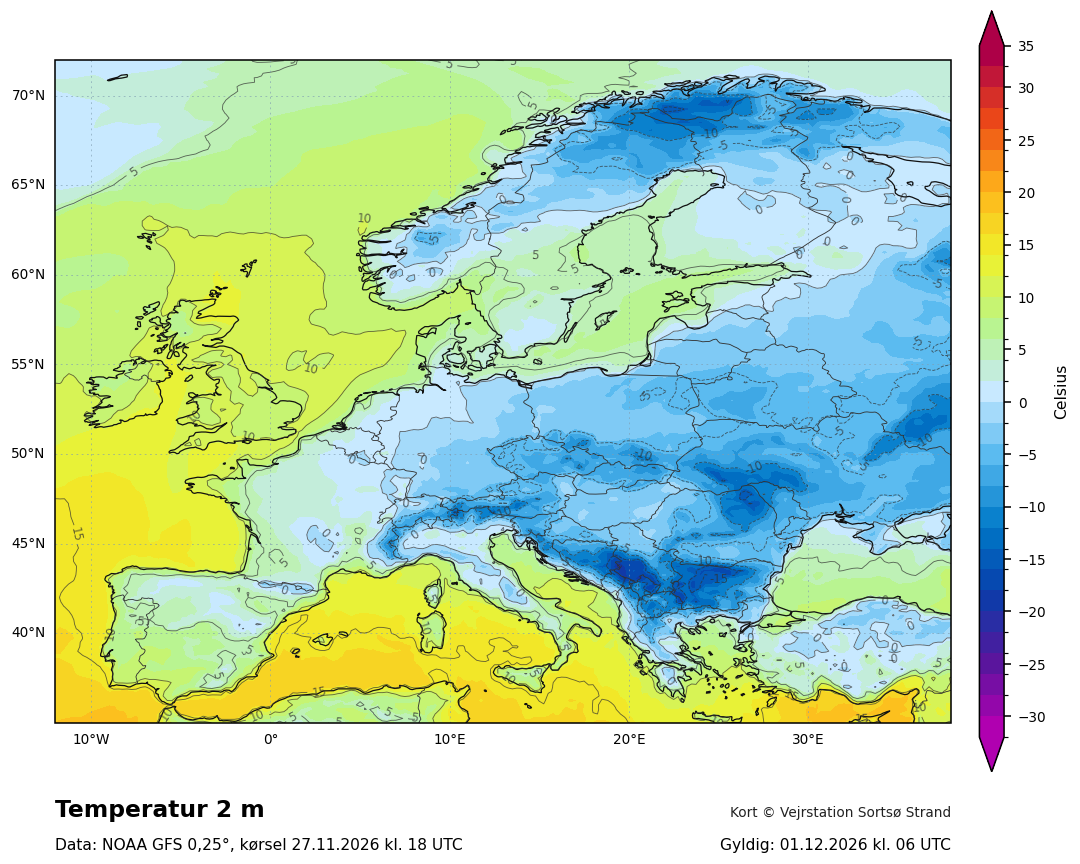 70°N
65°N
60°N
55°N
50°N
45°N
40°N
10°W 0° 10°E 20°E 30°E
35
30
25
20
15
10
5
0
−5
−10
−15
−20
−25
−30
Celsius
Temperatur 2 m
Kort © Vejrstation Sortsø Strand
Data: NOAA GFS 0,25°, kørsel 27.11.2026 kl. 18 UTC
Gyldig: 01.12.2026 kl. 06 UTC